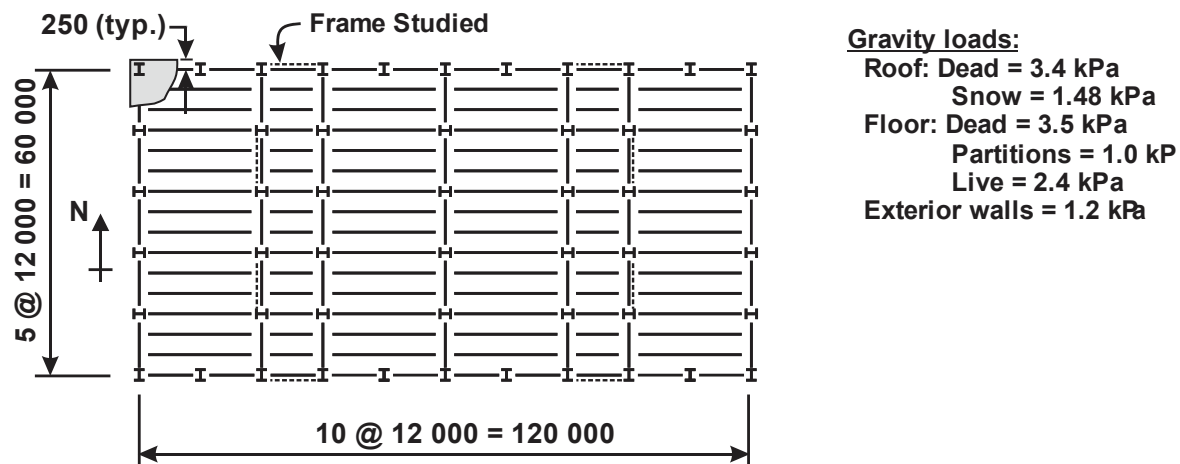 250 (typ.)
Frame Studied
5 @ 12 000 = 60 000
N
10 @ 12 000 = 120 000
Gravity loads:
Roof: Dead = 3.4 kPa
Snow = 1.48 kPa
Floor: Dead = 3.5 kPa
Partitions = 1.0 kP
Live = 2.4 kPa
Exterior walls = 1.2 kPa